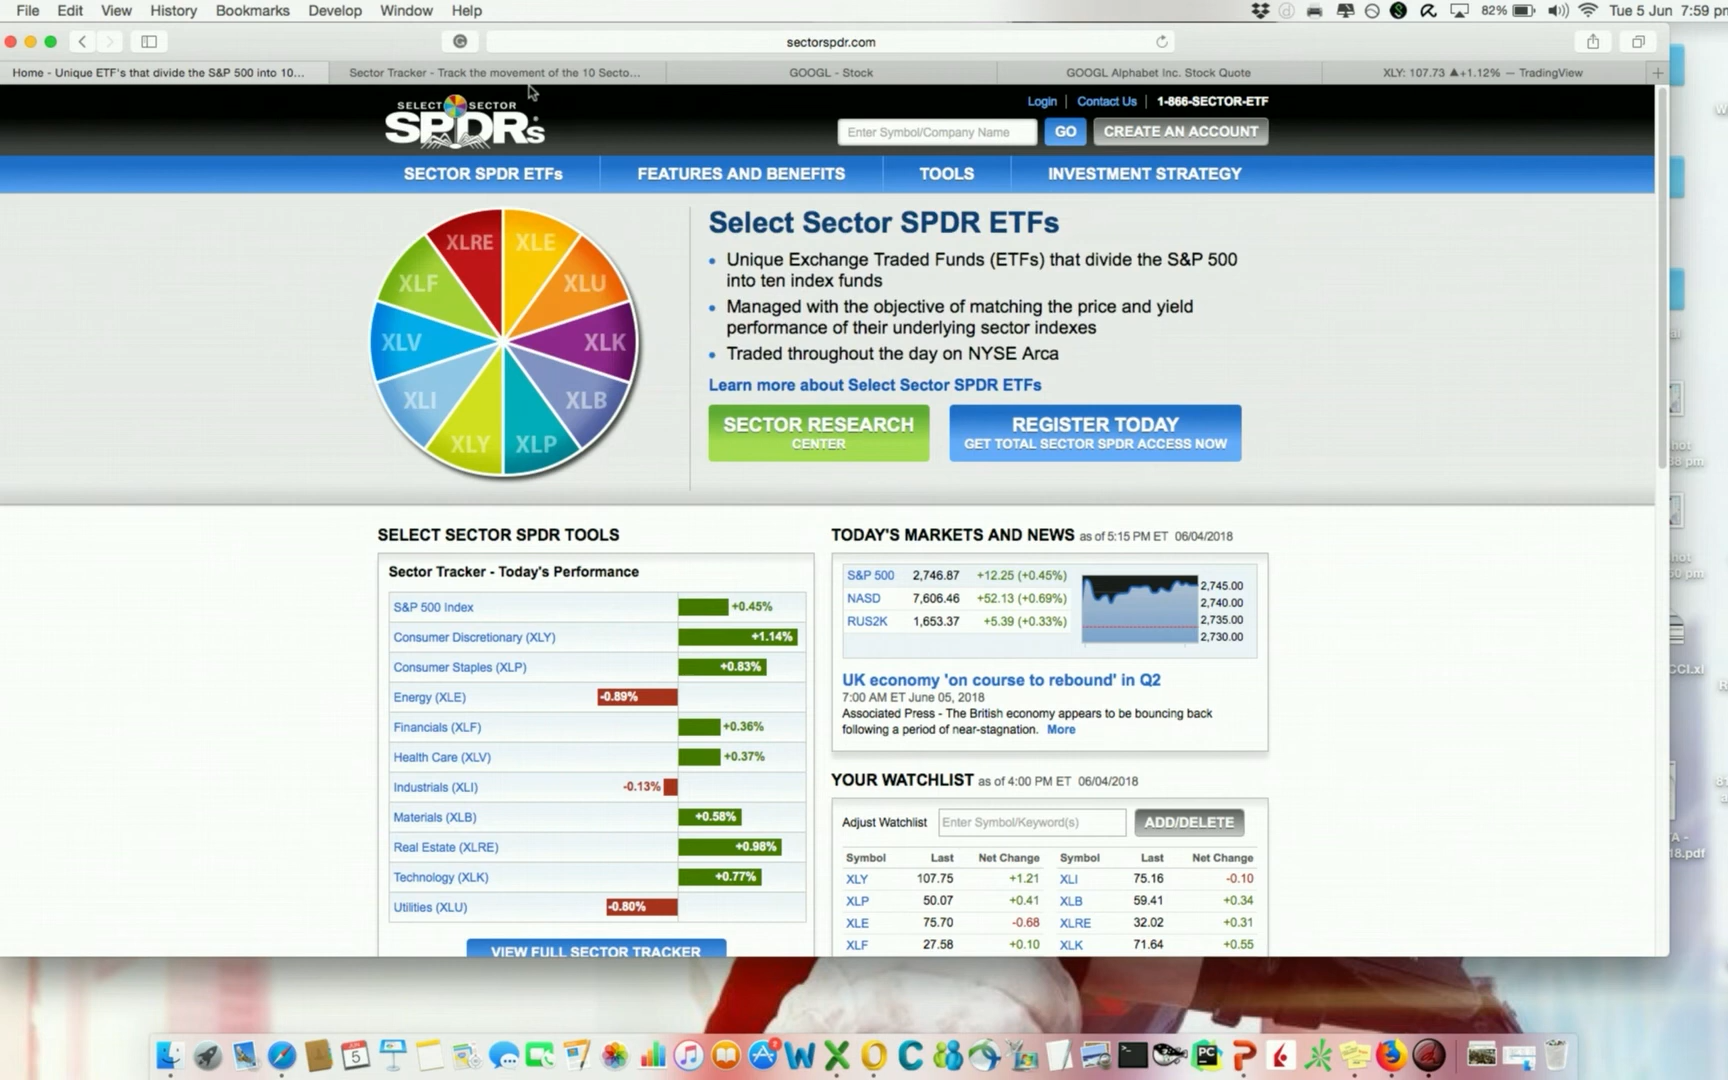 File Edit View History Bookmarks Develop Window Help
82% Tue 5 Jun 7:59 pm
sectorspdr.com
Home - Unique ETF's that divide the S&P 500 into 10...
Sector Tracker - Track the movement of the 10 Secto...
GOOGL - Stock
GOOGL Alphabet Inc. Stock Quote
XLY: 107.73 ▲+1.12% — TradingView
SELECT SECTOR
SPDRs
Login | Contact Us | 1-866-SECTOR-ETF
Enter Symbol/Company Name GO CREATE AN ACCOUNT
SECTOR SPDR ETFs FEATURES AND BENEFITS TOOLS INVESTMENT STRATEGY
XLRE XLE
XLF XLU
XLV XLK
XLI XLB
XLY XLP
Select Sector SPDR ETFs
• Unique Exchange Traded Funds (ETFs) that divide the S&P 500
into ten index funds
• Managed with the objective of matching the price and yield
performance of their underlying sector indexes
• Traded throughout the day on NYSE Arca
Learn more about Select Sector SPDR ETFs
SECTOR RESEARCH
CENTER
REGISTER TODAY
GET TOTAL SECTOR SPDR ACCESS NOW
SELECT SECTOR SPDR TOOLS
Sector Tracker - Today's Performance
S&P 500 Index +0.45%
Consumer Discretionary (XLY) +1.14%
Consumer Staples (XLP) +0.83%
Energy (XLE) -0.89%
Financials (XLF) +0.36%
Health Care (XLV) +0.37%
Industrials (XLI) -0.13%
Materials (XLB) +0.58%
Real Estate (XLRE) +0.98%
Technology (XLK) +0.77%
Utilities (XLU) -0.80%
VIEW FULL SECTOR TRACKER
TODAY'S MARKETS AND NEWS as of 5:15 PM ET 06/04/2018
S&P 500 2,746.87 +12.25 (+0.45%)
NASD 7,606.46 +52.13 (+0.69%)
RUS2K 1,653.37 +5.39 (+0.33%)
2,745.00
2,740.00
2,735.00
2,730.00
UK economy 'on course to rebound' in Q2
7:00 AM ET June 05, 2018
Associated Press - The British economy appears to be bouncing back
following a period of near-stagnation. More
YOUR WATCHLIST as of 4:00 PM ET 06/04/2018
Adjust Watchlist Enter Symbol/Keyword(s) ADD/DELETE
Symbol Last Net Change Symbol Last Net Change
XLY 107.75 +1.21 XLI 75.16 -0.10
XLP 50.07 +0.41 XLB 59.41 +0.34
XLE 75.70 -0.68 XLRE 32.02 +0.31
XLF 27.58 +0.10 XLK 71.64 +0.55